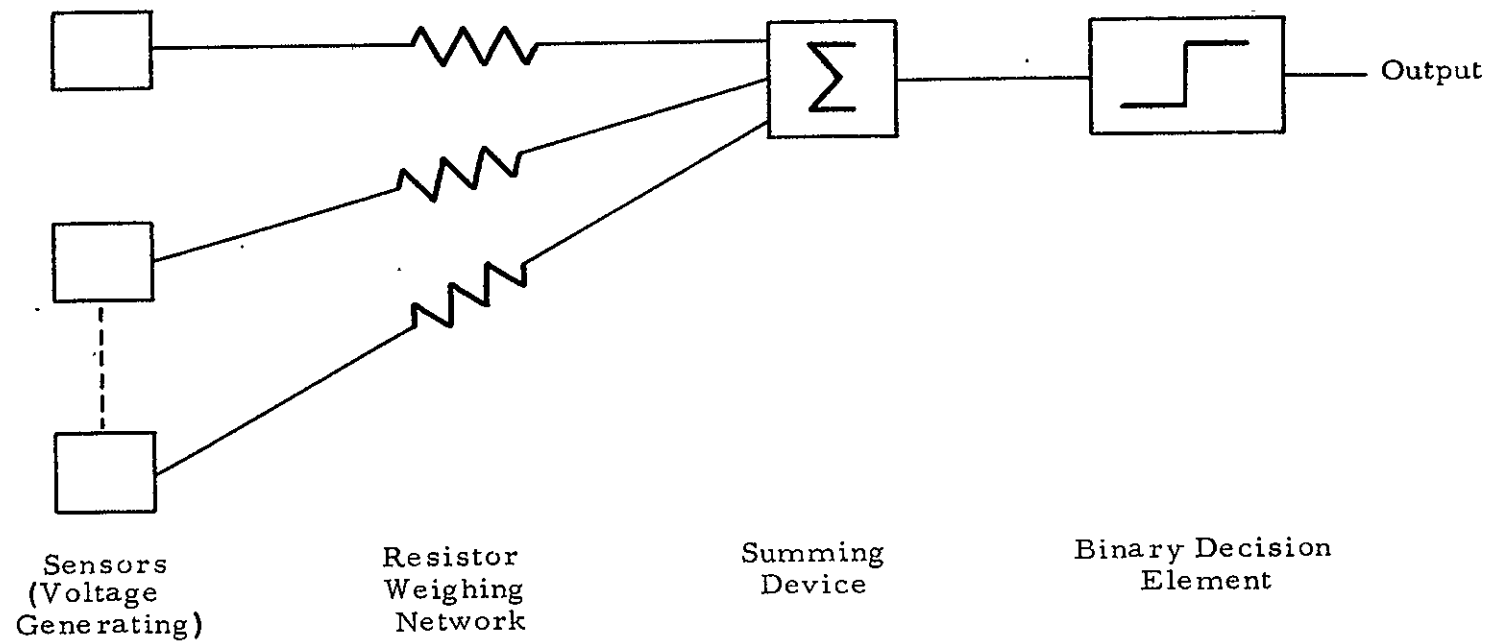 Σ
Output
Sensors
(Voltage
Generating)
Resistor
Weighing
Network
Summing
Device
Binary Decision
Element